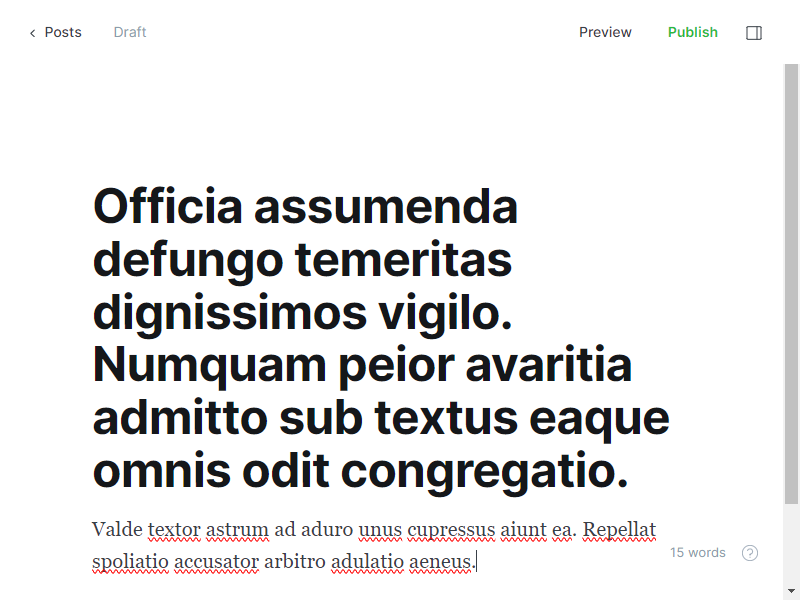 Posts
Draft
Preview
Publish
Officia assumenda
defungo temeritas
dignissimos vigilo.
Numquam peior avaritia
admitto sub textus eaque
omnis odit congregatio.
Valde textor astrum ad aduro unus cupressus aiunt ea. Repellat
spoliatio accusator arbitro adulatio aeneus.
15 words
?